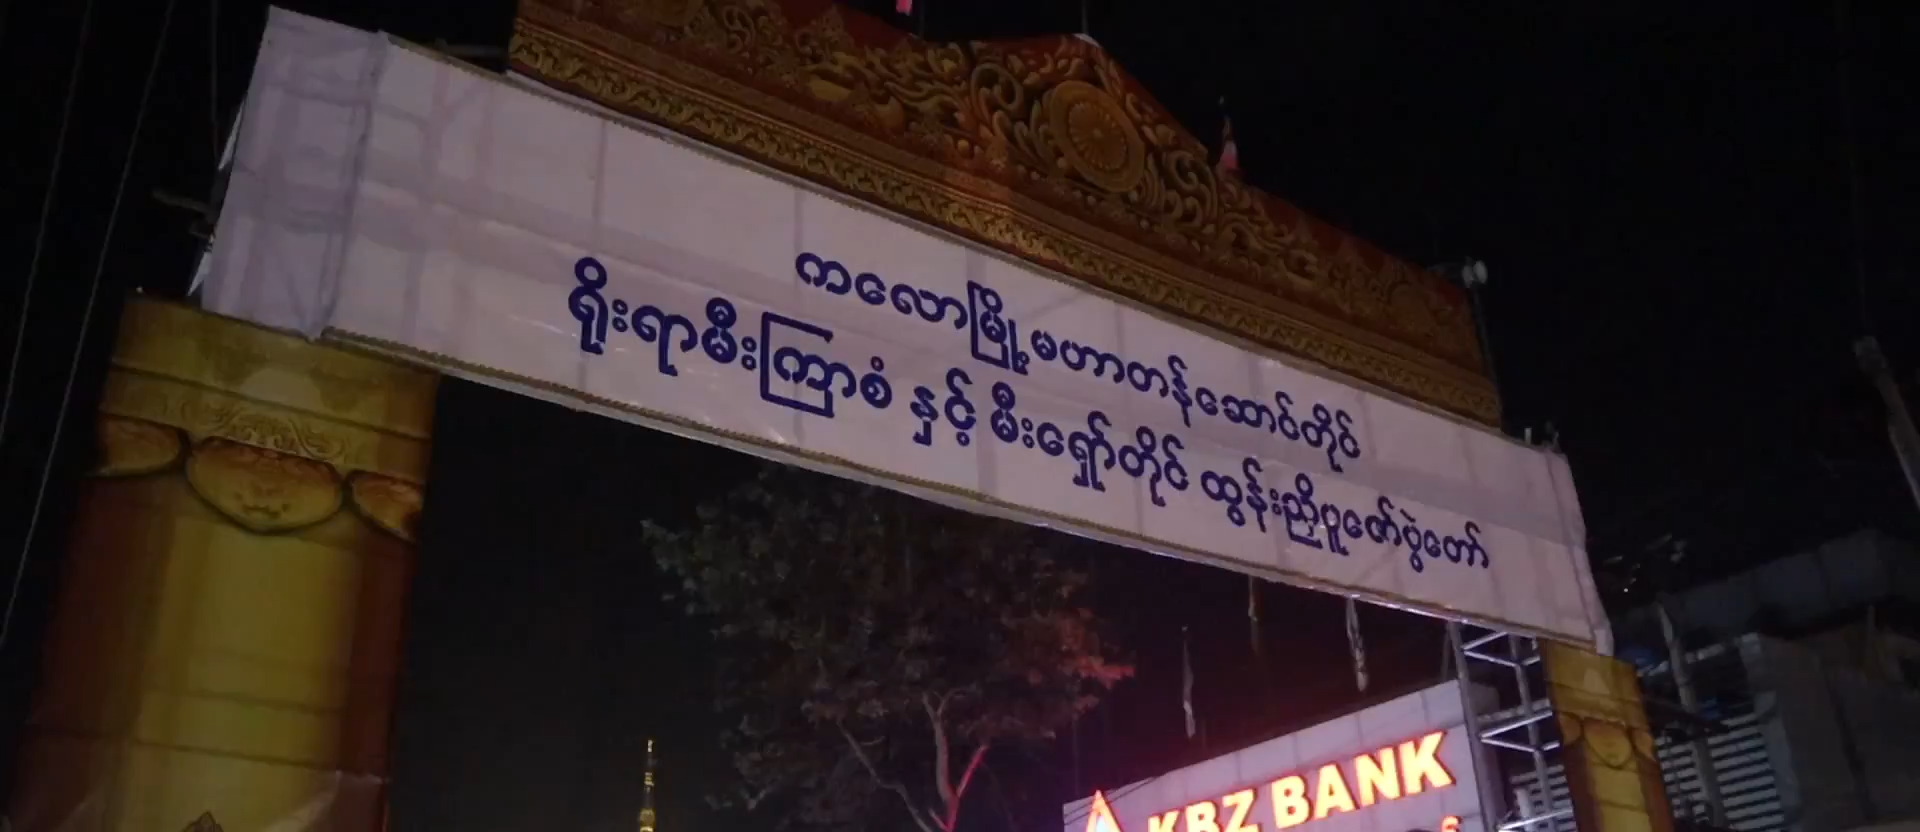 ကလောမြို့မဟာတန်ဆောင်တိုင်
ရိုးရာမီးကြာစံ နှင့် မီးရှော်တိုင် ထွန်းညှိပူဇော်ပွဲတော်
KBZ BANK